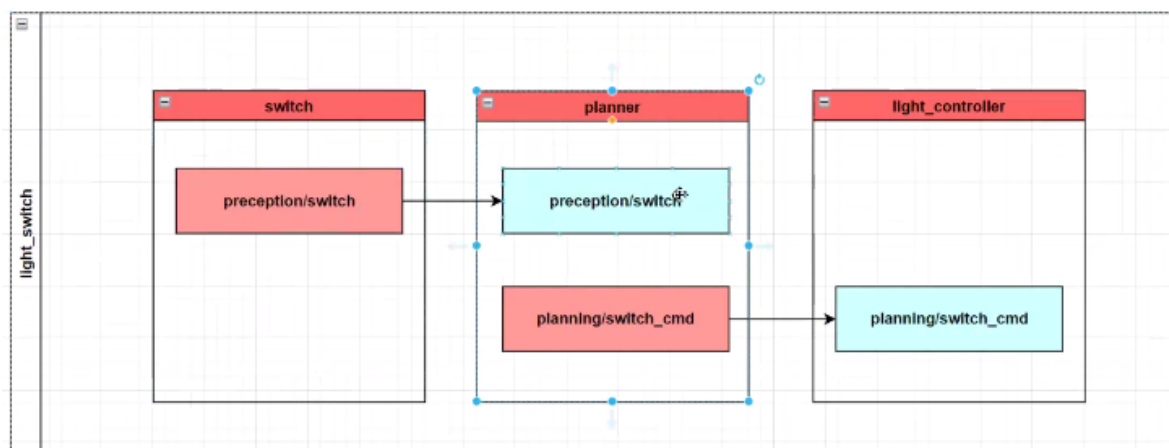 light_switch
switch
planner
light_controller
preception/switch
preception/switch
planning/switch_cmd
planning/switch_cmd